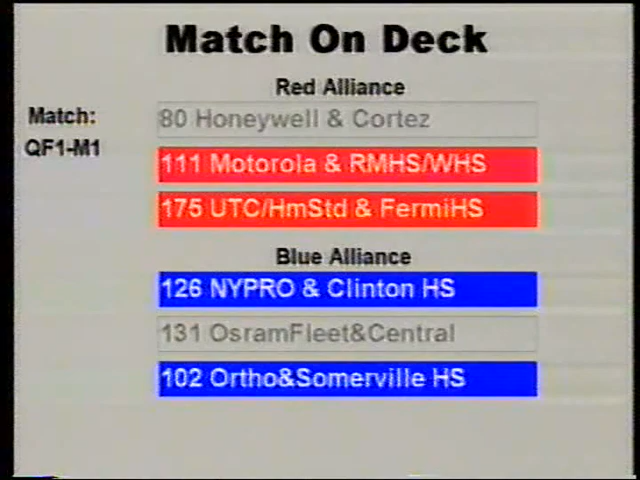 Match On Deck
Red Alliance
Match:
QF1-M1
80 Honeywell & Cortez
111 Motorola & RMHS/WHS
175 UTC/HmStd & FermiHS
Blue Alliance
126 NYPRO & Clinton HS
131 OsramFleet&Central
102 Ortho&Somerville HS